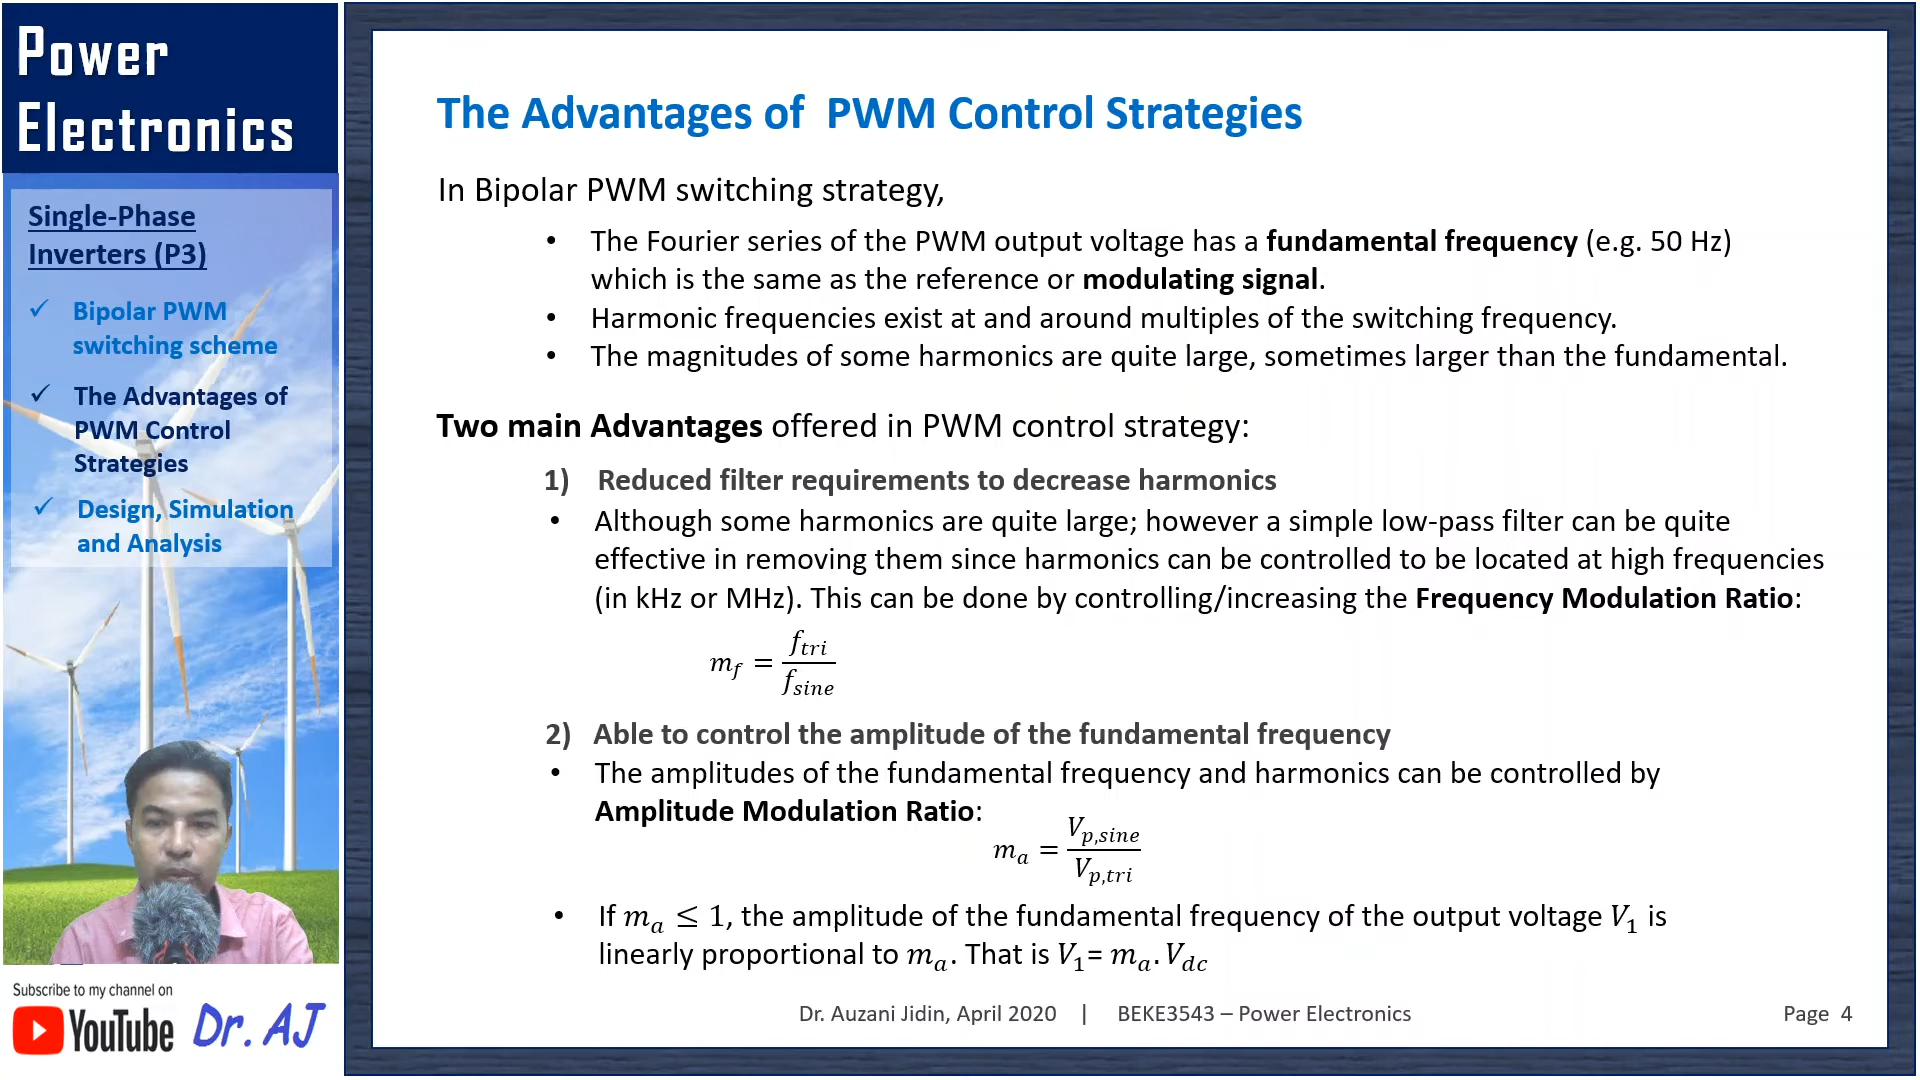 Power
Electronics
Single-Phase
Inverters (P3)
✓ Bipolar PWM
switching scheme
✓ The Advantages of
PWM Control
Strategies
✓ Design, Simulation
and Analysis
Subscribe to my channel on
YouTube Dr. AJ
The Advantages of PWM Control Strategies
In Bipolar PWM switching strategy,
• The Fourier series of the PWM output voltage has a fundamental frequency (e.g. 50 Hz)
which is the same as the reference or modulating signal.
• Harmonic frequencies exist at and around multiples of the switching frequency.
• The magnitudes of some harmonics are quite large, sometimes larger than the fundamental.
Two main Advantages offered in PWM control strategy:
1) Reduced filter requirements to decrease harmonics
• Although some harmonics are quite large; however a simple low-pass filter can be quite
effective in removing them since harmonics can be controlled to be located at high frequencies
(in kHz or MHz). This can be done by controlling/increasing the Frequency Modulation Ratio:
m_f = f_tri / f_sine
2) Able to control the amplitude of the fundamental frequency
• The amplitudes of the fundamental frequency and harmonics can be controlled by
Amplitude Modulation Ratio:
m_a = V_p,sine / V_p,tri
• If m_a ≤ 1, the amplitude of the fundamental frequency of the output voltage V_1 is
linearly proportional to m_a. That is V_1= m_a.V_dc
Dr. Auzani Jidin, April 2020 | BEKE3543 – Power Electronics
Page 4